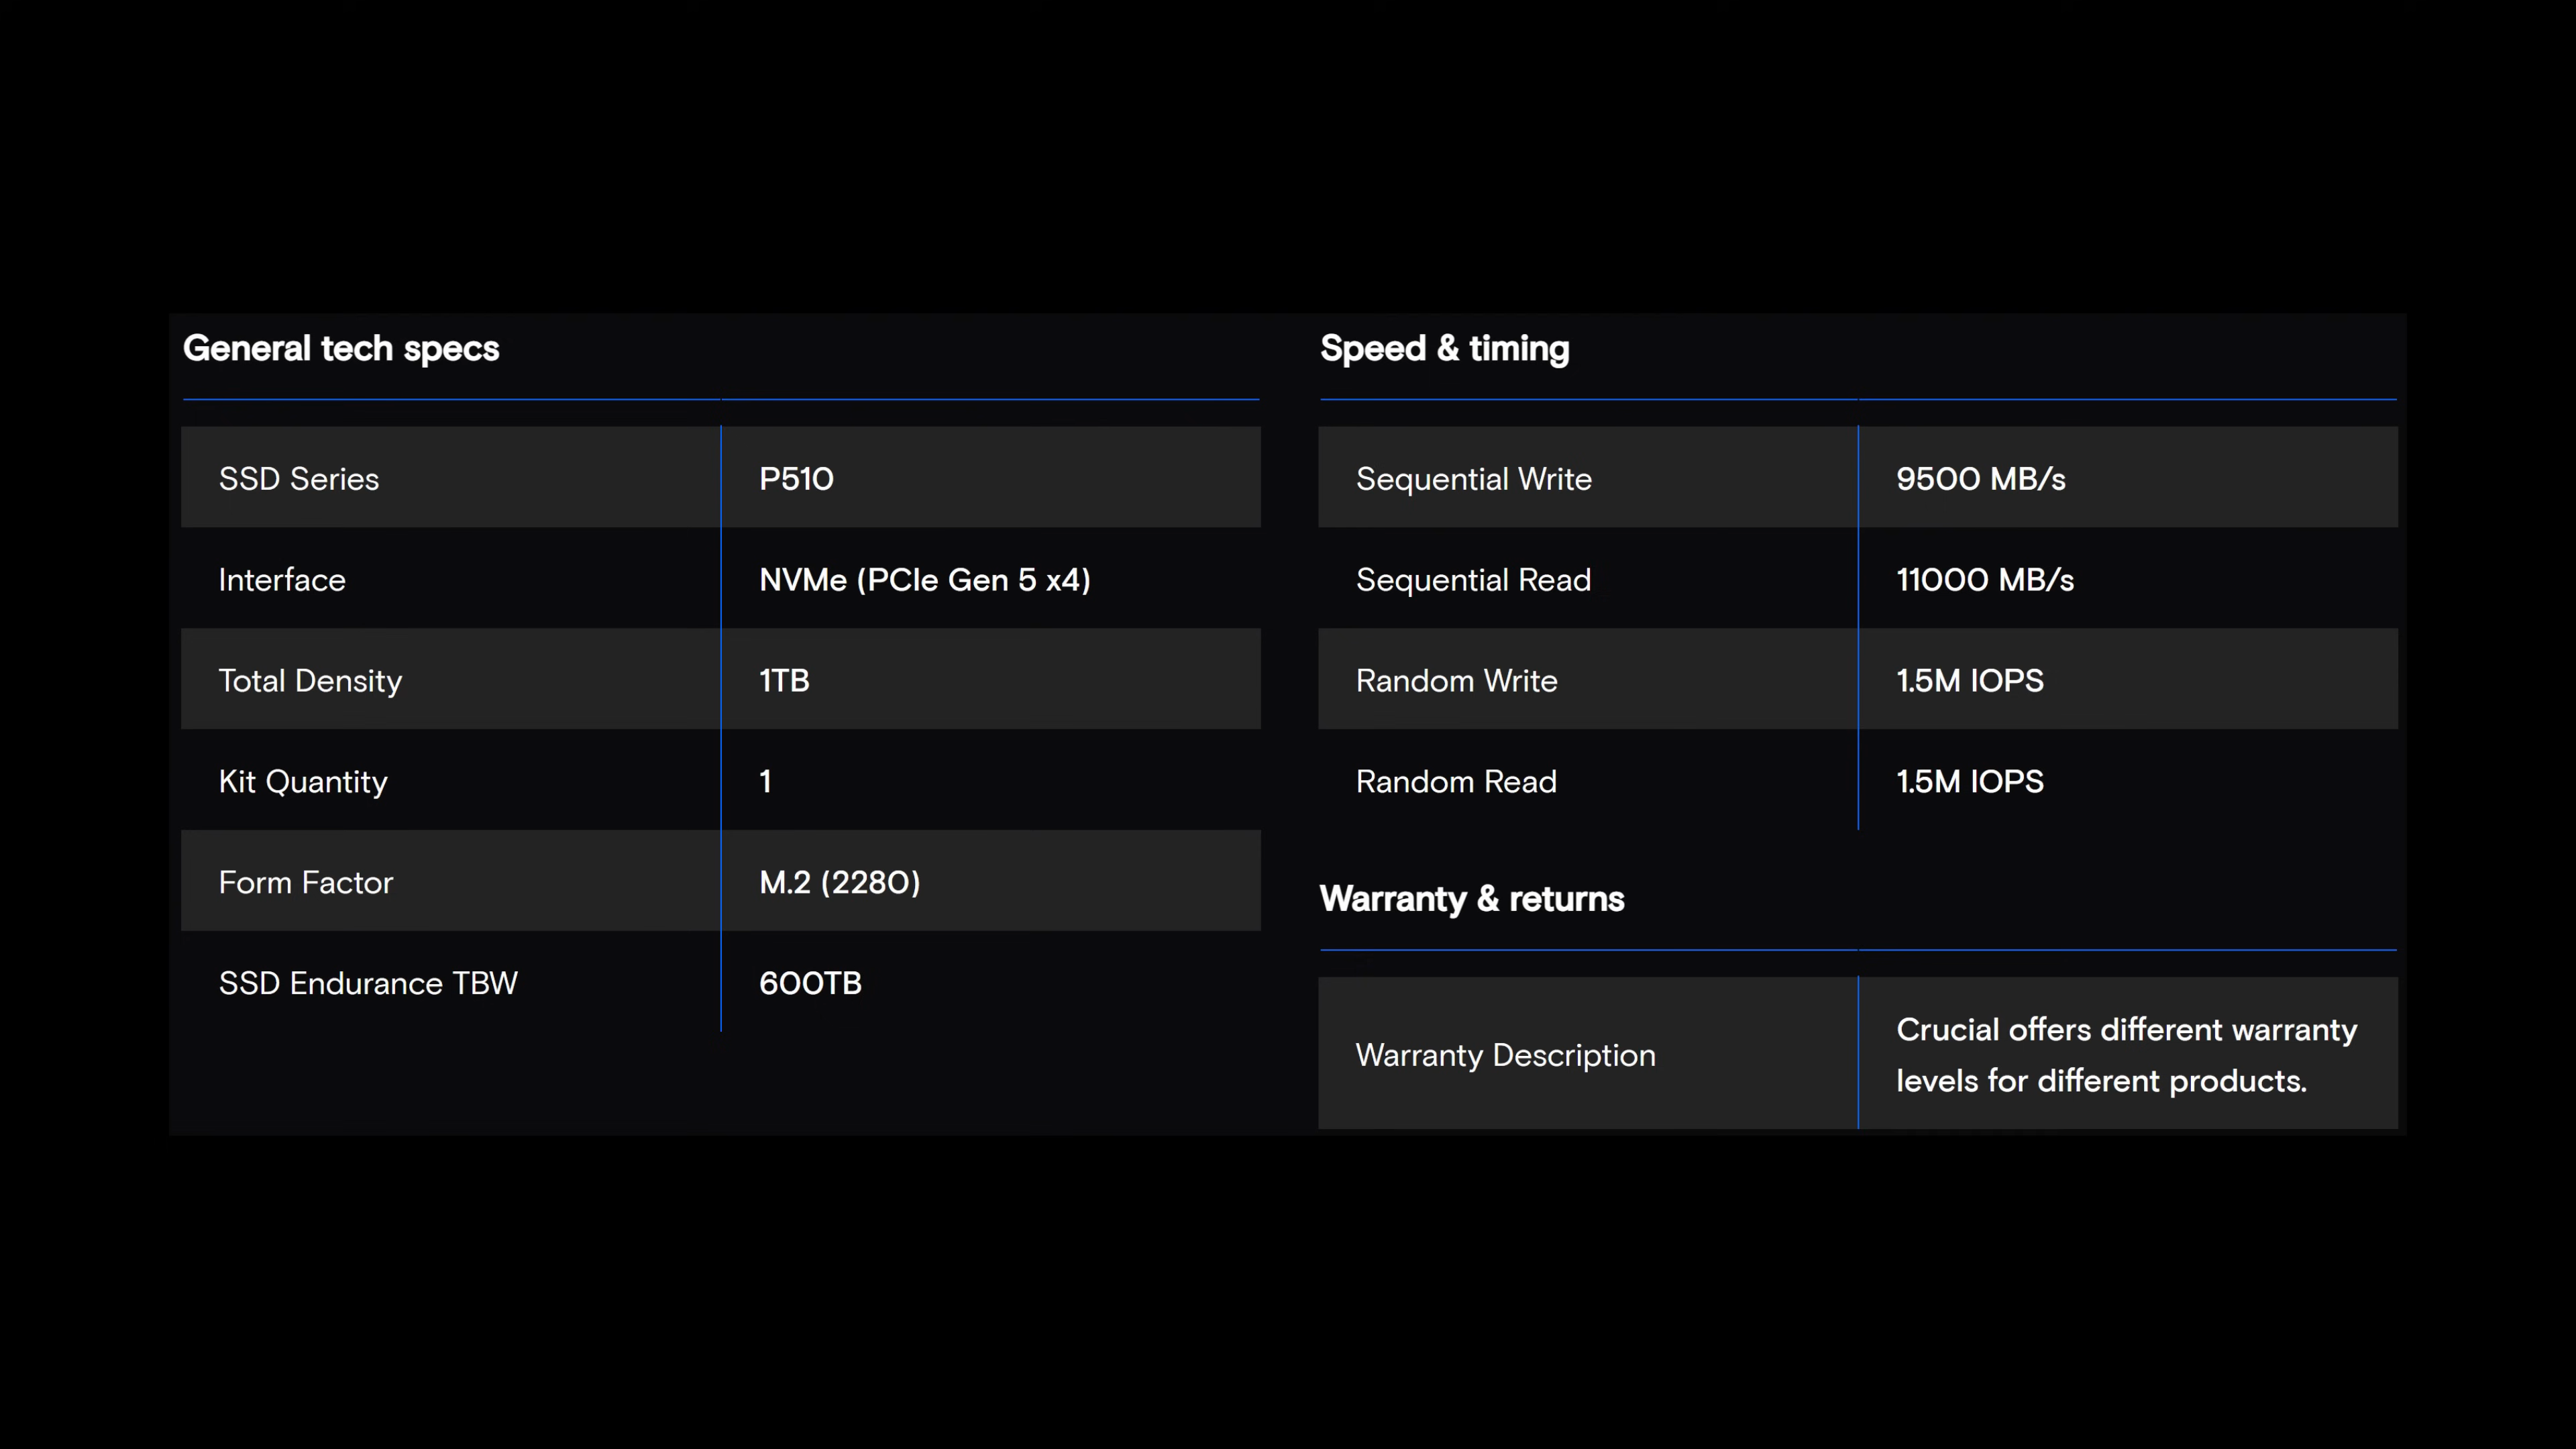 General tech specs
SSD Series P510
Interface NVMe (PCIe Gen 5 x4)
Total Density 1TB
Kit Quantity 1
Form Factor M.2 (2280)
SSD Endurance TBW 600TB
Speed & timing
Sequential Write 9500 MB/s
Sequential Read 11000 MB/s
Random Write 1.5M IOPS
Random Read 1.5M IOPS
Warranty & returns
Warranty Description
Crucial offers different warranty
levels for different products.